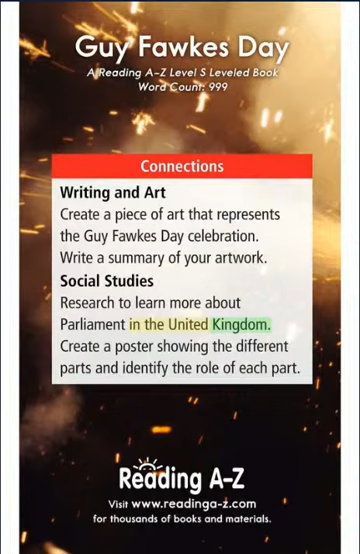 Guy Fawkes Day
A Reading A–Z Level S Leveled Book
Word Count: 999
Connections
Writing and Art
Create a piece of art that represents
the Guy Fawkes Day celebration.
Write a summary of your artwork.
Social Studies
Research to learn more about
Parliament in the United Kingdom.
Create a poster showing the different
parts and identify the role of each part.
Reading A–Z
Visit www.readinga-z.com
for thousands of books and materials.